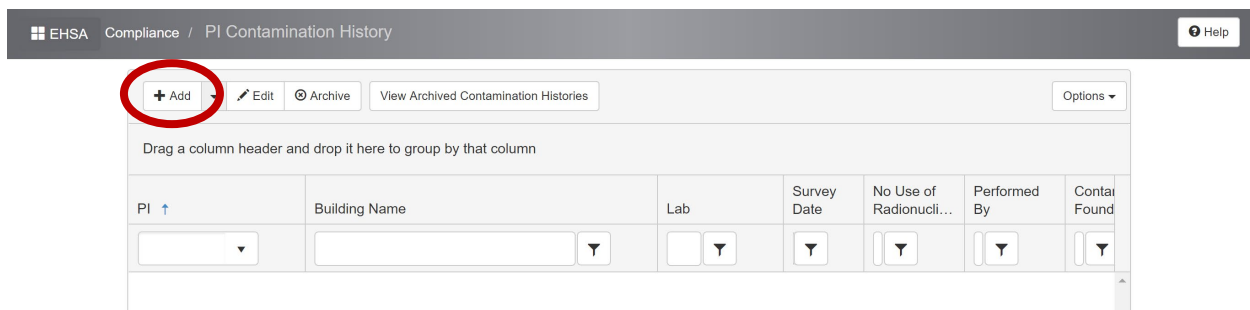 EHSA Compliance / PI Contamination History Help
Add Edit Archive View Archived Contamination Histories Options
Drag a column header and drop it here to group by that column
PI Building Name Lab Survey Date No Use of Radionucli… Performed By Contai Found